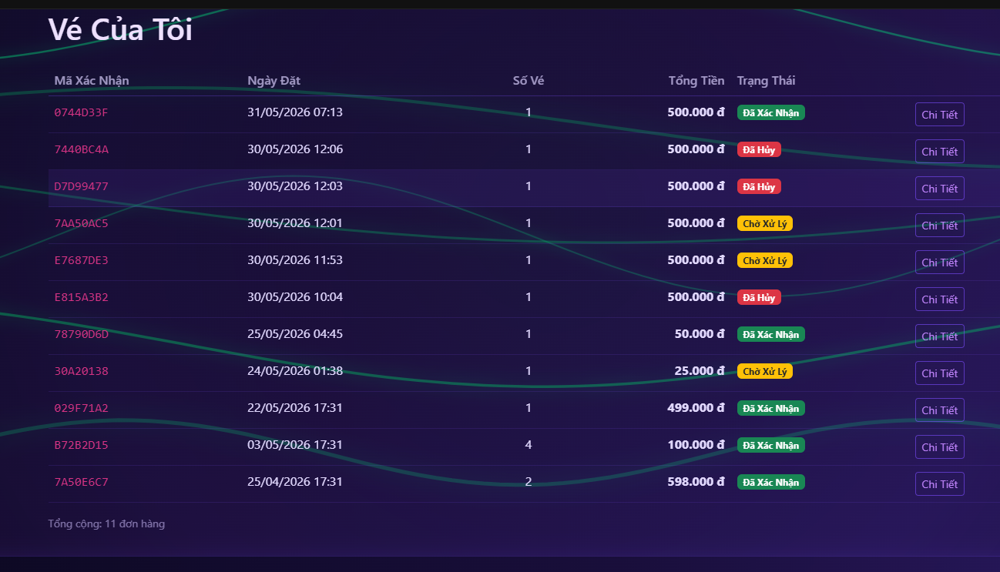 Vé Của Tôi
Mã Xác Nhận Ngày Đặt Số Vé Tổng Tiền Trạng Thái
0744D33F 31/05/2026 07:13 1 500.000 đ Đã Xác Nhận Chi Tiết
7440BC4A 30/05/2026 12:06 1 500.000 đ Đã Hủy Chi Tiết
D7D99477 30/05/2026 12:03 1 500.000 đ Đã Hủy Chi Tiết
7AA50AC5 30/05/2026 12:01 1 500.000 đ Chờ Xử Lý Chi Tiết
E7687DE3 30/05/2026 11:53 1 500.000 đ Chờ Xử Lý Chi Tiết
E815A3B2 30/05/2026 10:04 1 500.000 đ Đã Hủy Chi Tiết
78790D6D 25/05/2026 04:45 1 50.000 đ Đã Xác Nhận Chi Tiết
30A20138 24/05/2026 01:38 1 25.000 đ Chờ Xử Lý Chi Tiết
029F71A2 22/05/2026 17:31 1 499.000 đ Đã Xác Nhận Chi Tiết
B72B2D15 03/05/2026 17:31 4 100.000 đ Đã Xác Nhận Chi Tiết
7A50E6C7 25/04/2026 17:31 2 598.000 đ Đã Xác Nhận Chi Tiết
Tổng cộng: 11 đơn hàng